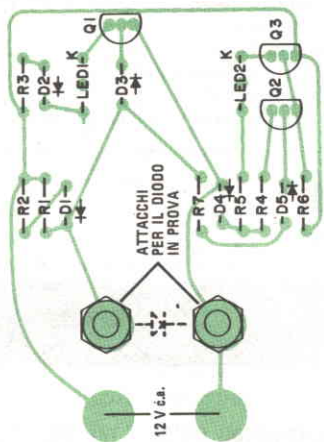 Q1
Q3
Q2
K
K
R3
D2
LED1
D3
LED2
R2
R1
D1
R7
D4
R5
R4
D5
R6
ATTACCHI
PER IL DIODO
IN PROVA
12 V c.a.